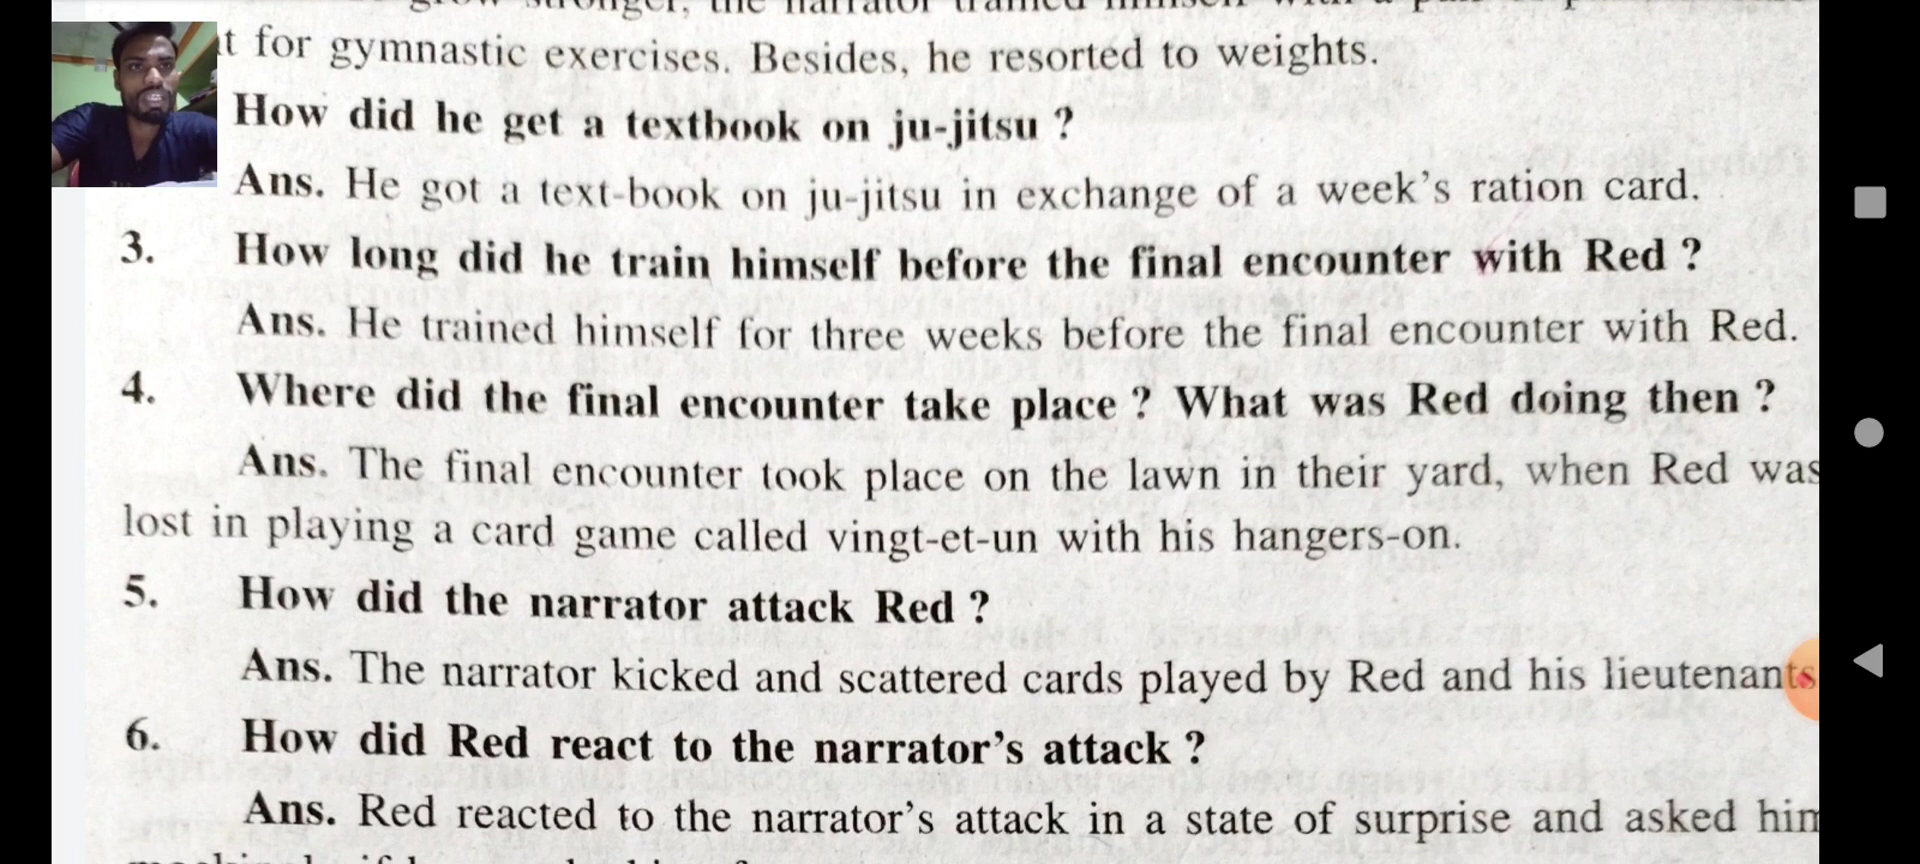 t for gymnastic exercises. Besides, he resorted to weights.
How did he get a textbook on ju-jitsu ?
Ans. He got a text-book on ju-jitsu in exchange of a week's ration card.
3. How long did he train himself before the final encounter with Red ?
Ans. He trained himself for three weeks before the final encounter with Red.
4. Where did the final encounter take place ? What was Red doing then ?
Ans. The final encounter took place on the lawn in their yard, when Red was
lost in playing a card game called vingt-et-un with his hangers-on.
5. How did the narrator attack Red ?
Ans. The narrator kicked and scattered cards played by Red and his lieutenants
6. How did Red react to the narrator's attack ?
Ans. Red reacted to the narrator's attack in a state of surprise and asked him